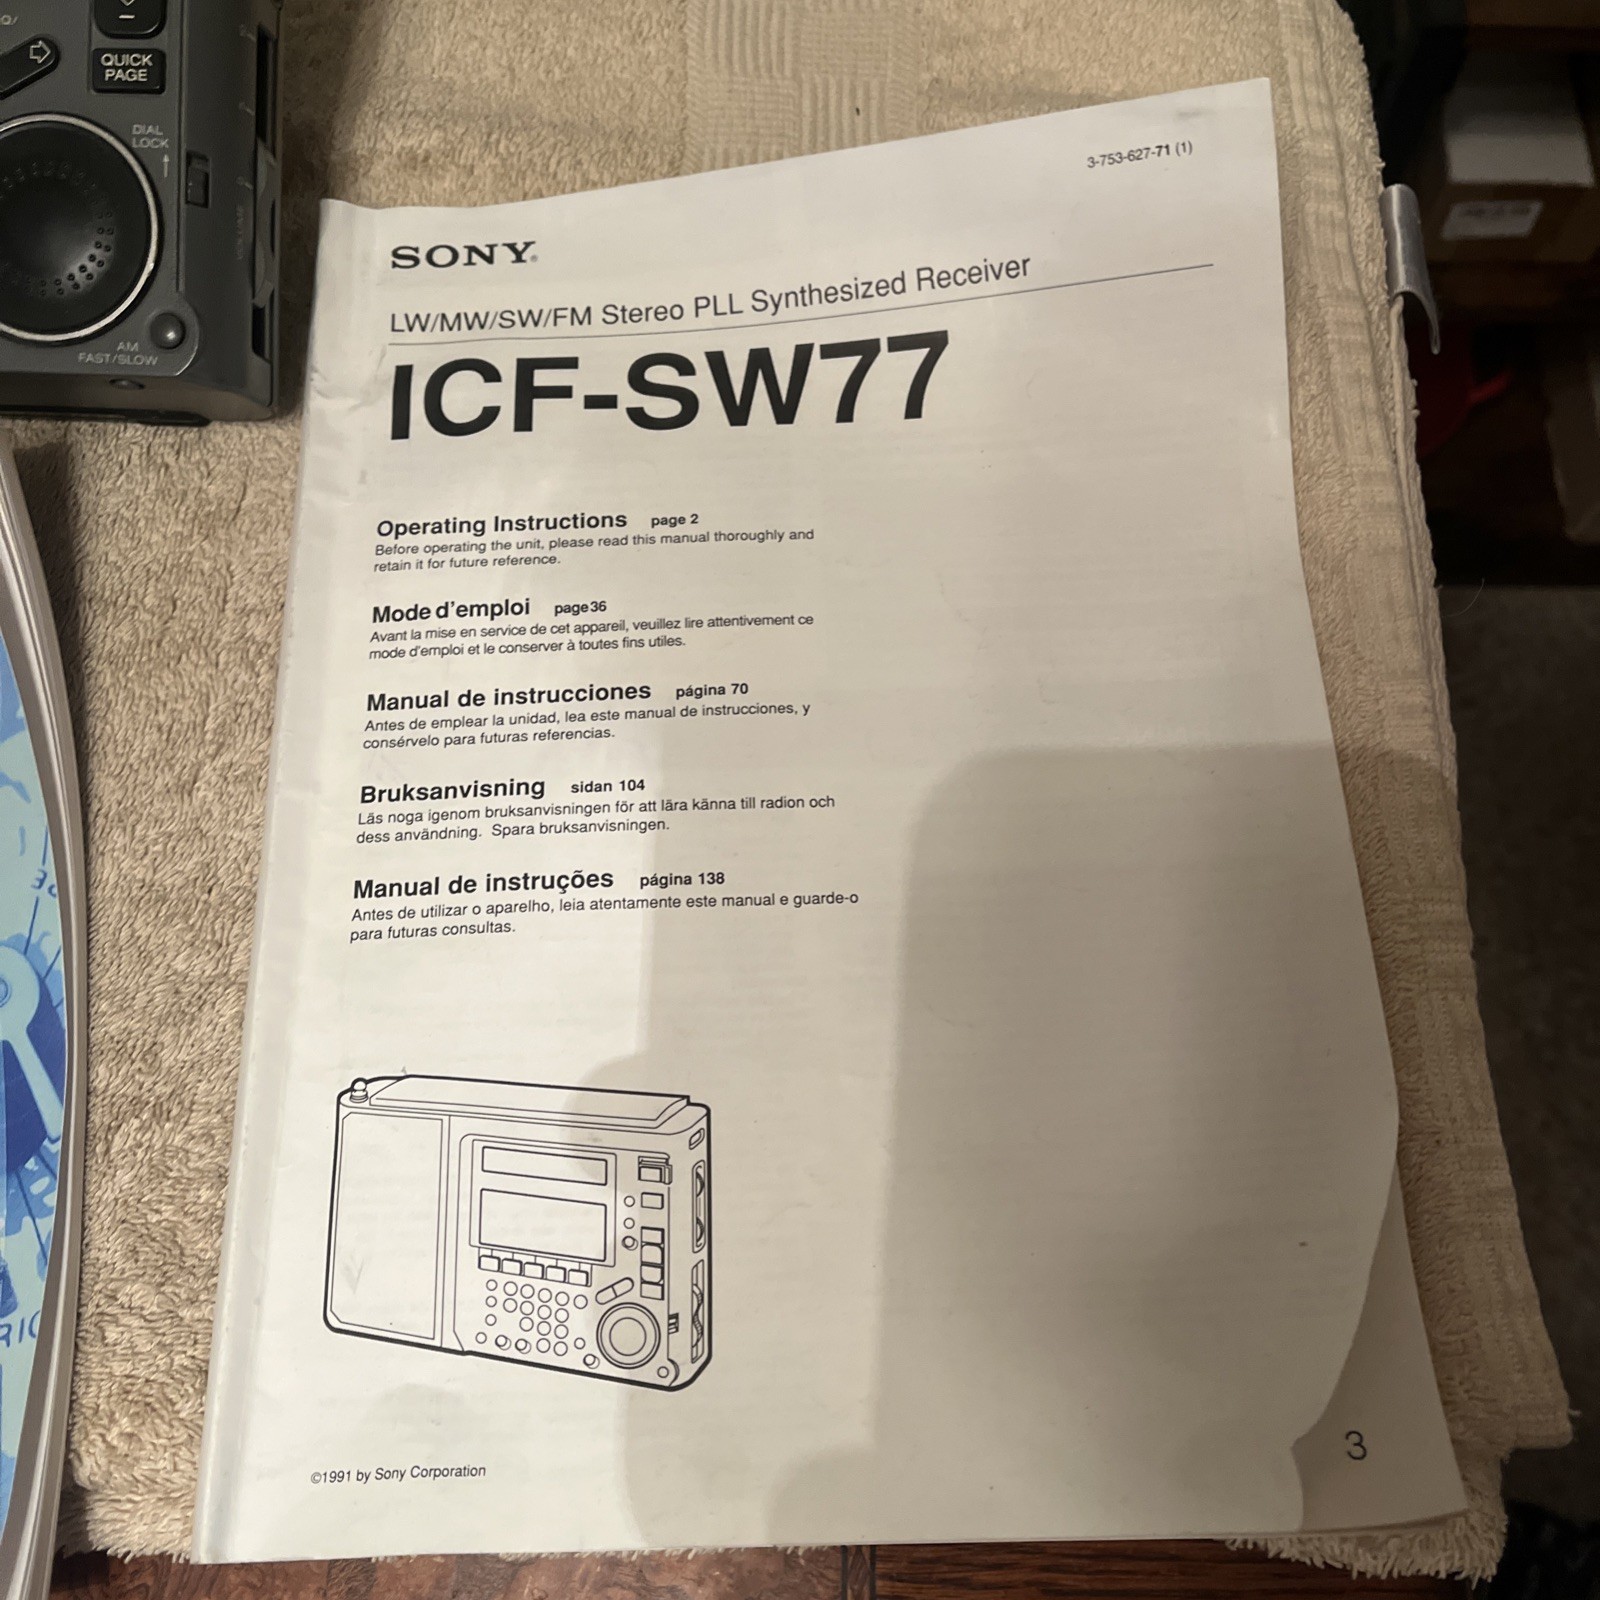 QUICK
PAGE
DIAL
LOCK
AM
FAST/SLOW
3-753-627-71 (1)
SONY®
LW/MW/SW/FM Stereo PLL Synthesized Receiver
ICF-SW77
Operating Instructions page 2
Before operating the unit, please read this manual thoroughly and
retain it for future reference.
Mode d'emploi page 36
Avant la mise en service de cet appareil, veuillez lire attentivement ce
mode d'emploi et le conserver à toutes fins utiles.
Manual de instrucciones página 70
Antes de emplear la unidad, lea este manual de instrucciones, y
consérvelo para futuras referencias.
Bruksanvisning sidan 104
Läs noga igenom bruksanvisningen för att lära känna till radion och
dess användning. Spara bruksanvisningen.
Manual de instruções página 138
Antes de utilizar o aparelho, leia atentamente este manual e guarde-o
para futuras consultas.
©1991 by Sony Corporation
3